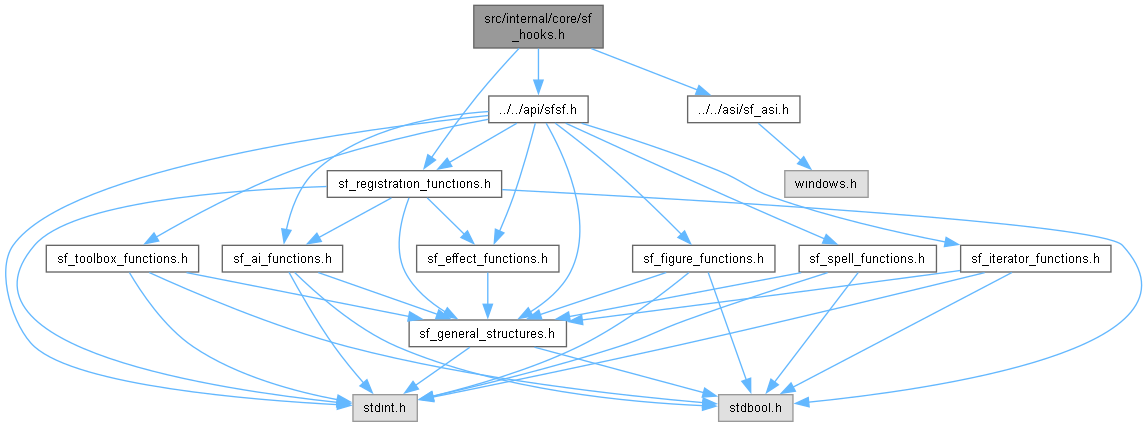 src/internal/core/sf
_hooks.h
../../api/sfsf.h
../../asi/sf_asi.h
sf_registration_functions.h
windows.h
sf_toolbox_functions.h
sf_ai_functions.h
sf_effect_functions.h
sf_figure_functions.h
sf_spell_functions.h
sf_iterator_functions.h
sf_general_structures.h
stdint.h
stdbool.h